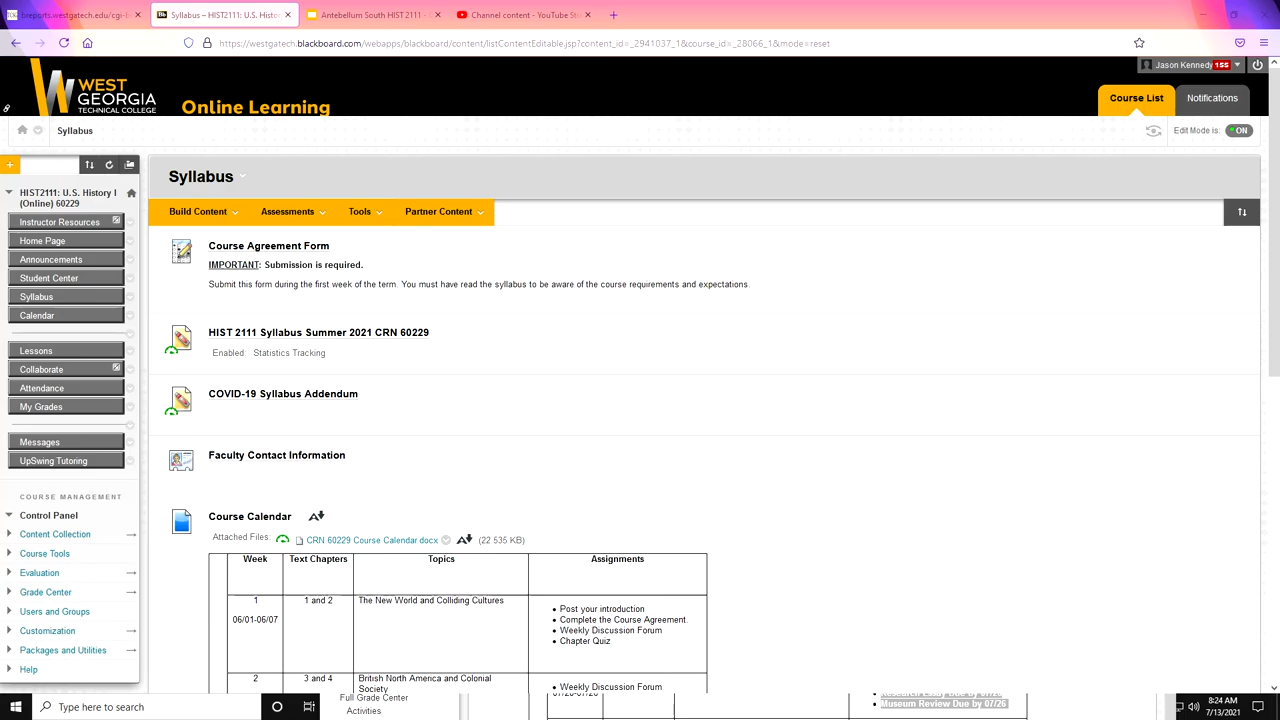 Syllabus – HIST2111: U.S. Histor
Antebellum South HIST 2111 -
Channel content - YouTube St
https://westgatech.blackboard.com/webapps/blackboard/content/listContentEditable.jsp?content_id=_2941037_1&course_id=_28066_1&mode=reset
Jason Kennedy 155
WEST
GEORGIA
TECHNICAL COLLEGE
Online Learning
Course List
Notifications
Syllabus
Edit Mode is: ON
HIST2111: U.S. History I
(Online) 60229
Instructor Resources
Home Page
Announcements
Student Center
Syllabus
Calendar
Lessons
Collaborate
Attendance
My Grades
Messages
UpSwing Tutoring
COURSE MANAGEMENT
Control Panel
Content Collection
Course Tools
Evaluation
Grade Center
Users and Groups
Customization
Packages and Utilities
Help
Syllabus
Build Content
Assessments
Tools
Partner Content
Course Agreement Form
IMPORTANT: Submission is required.
Submit this form during the first week of the term. You must have read the syllabus to be aware of the course requirements and expectations.
HIST 2111 Syllabus Summer 2021 CRN 60229
Enabled: Statistics Tracking
COVID-19 Syllabus Addendum
Faculty Contact Information
Course Calendar
Attached Files: CRN 60229 Course Calendar.docx (22.535 KB)
Week Text Chapters Topics Assignments
1 1 and 2 The New World and Colliding Cultures
06/01-06/07
• Post your introduction
• Complete the Course Agreement.
• Weekly Discussion Forum
• Chapter Quiz
2 3 and 4 British North America and Colonial
Society
• Weekly Discussion Forum
Full Grade Center
Activities
Museum Review Due by 07/26
Type here to search
8:24 AM
7/13/2021